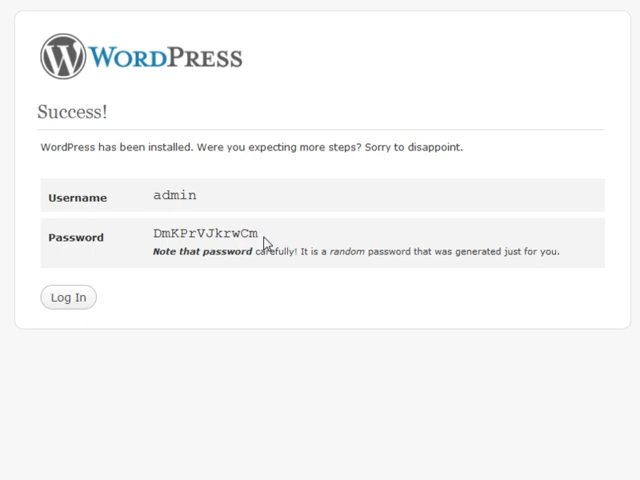 WORDPRESS
Success!
WordPress has been installed. Were you expecting more steps? Sorry to disappoint.
Username admin
Password DmKPrVJkrwCm
Note that password carefully! It is a random password that was generated just for you.
Log In